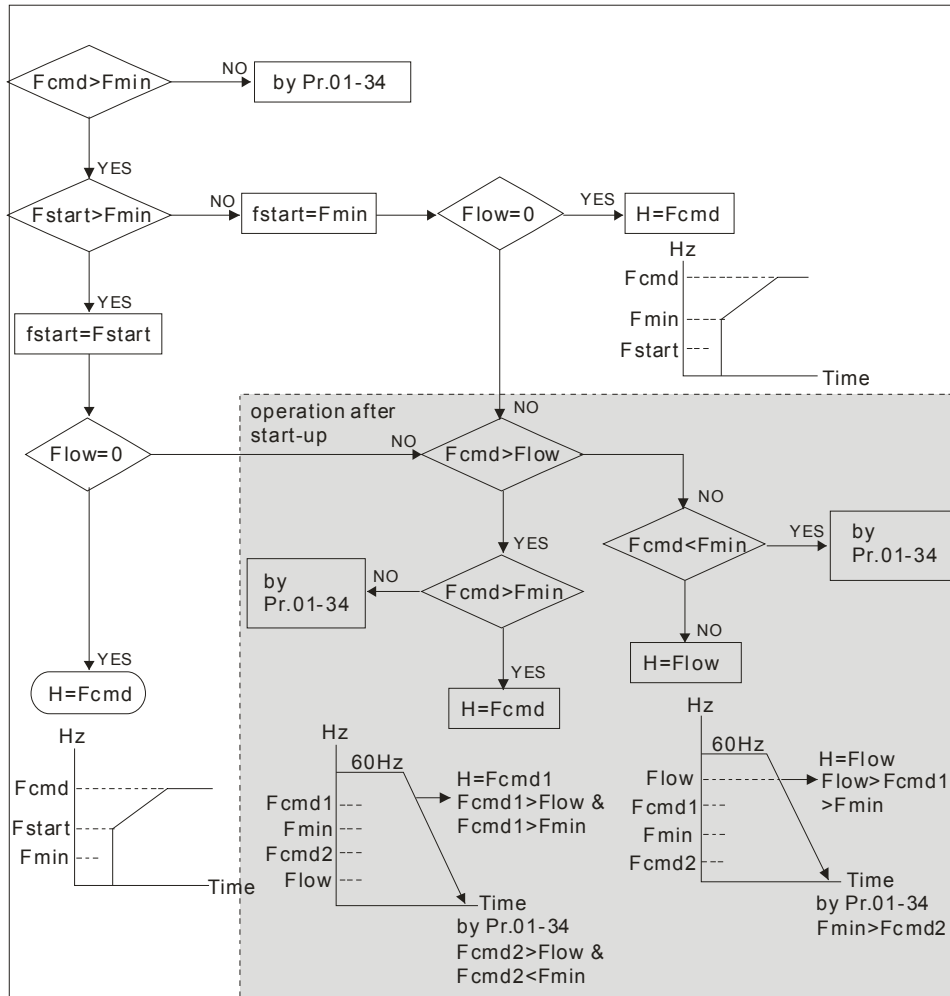 Fcmd>Fmin
NO
by Pr.01-34
YES
Fstart>Fmin
NO
fstart=Fmin
Flow=0
YES
H=Fcmd
Hz
Fcmd
Fmin
Fstart
Time
YES
fstart=Fstart
NO
operation after
start-up
Flow=0
NO
Fcmd>Flow
NO
YES
Fcmd<Fmin
YES
by
Pr.01-34
by
Pr.01-34
NO
Fcmd>Fmin
NO
H=Flow
YES
H=Fcmd
YES
H=Fcmd
Hz
Fcmd
Fstart
Fmin
Time
Hz
60Hz
H=Fcmd1
Fcmd1>Flow &
Fcmd1>Fmin
Fcmd1
Fmin
Fcmd2
Flow
Time
by Pr.01-34
Fcmd2>Flow &
Fcmd2<Fmin
Hz
60Hz
H=Flow
Flow>Fcmd1
>Fmin
Flow
Fcmd1
Fmin
Fcmd2
Time
by Pr.01-34
Fmin>Fcmd2